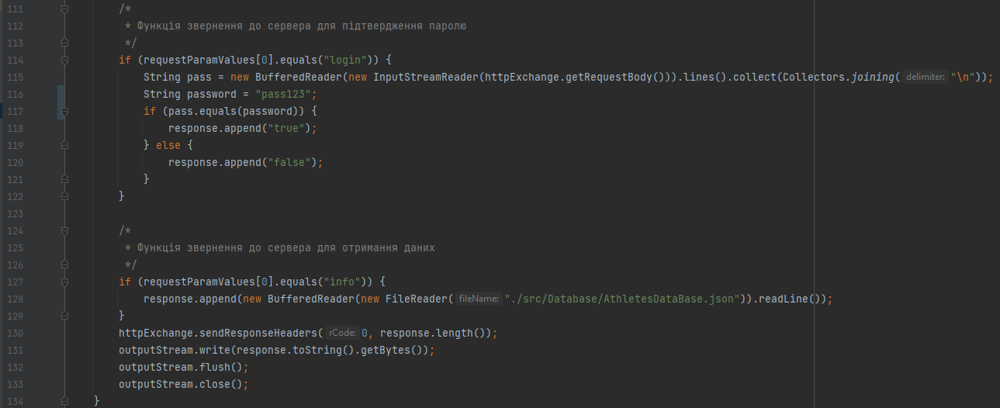 111 /*
112 * Функція звернення до сервера для підтвердження паролю
113 */
114 if (requestParamValues[0].equals("login")) {
115 String pass = new BufferedReader(new InputStreamReader(httpExchange.getRequestBody())).lines().collect(Collectors.joining( delimiter: "\n"));
116 String password = "pass123";
117 if (pass.equals(password)) {
118 response.append("true");
119 } else {
120 response.append("false");
121 }
122 }
123
124 /*
125 * Функція звернення до сервера для отримання даних
126 */
127 if (requestParamValues[0].equals("info")) {
128 response.append(new BufferedReader(new FileReader( fileName: "./src/Database/AthletesDataBase.json")).readLine());
129 }
130 httpExchange.sendResponseHeaders( rCode: 0, response.length());
131 outputStream.write(response.toString().getBytes());
132 outputStream.flush();
133 outputStream.close();
134 }